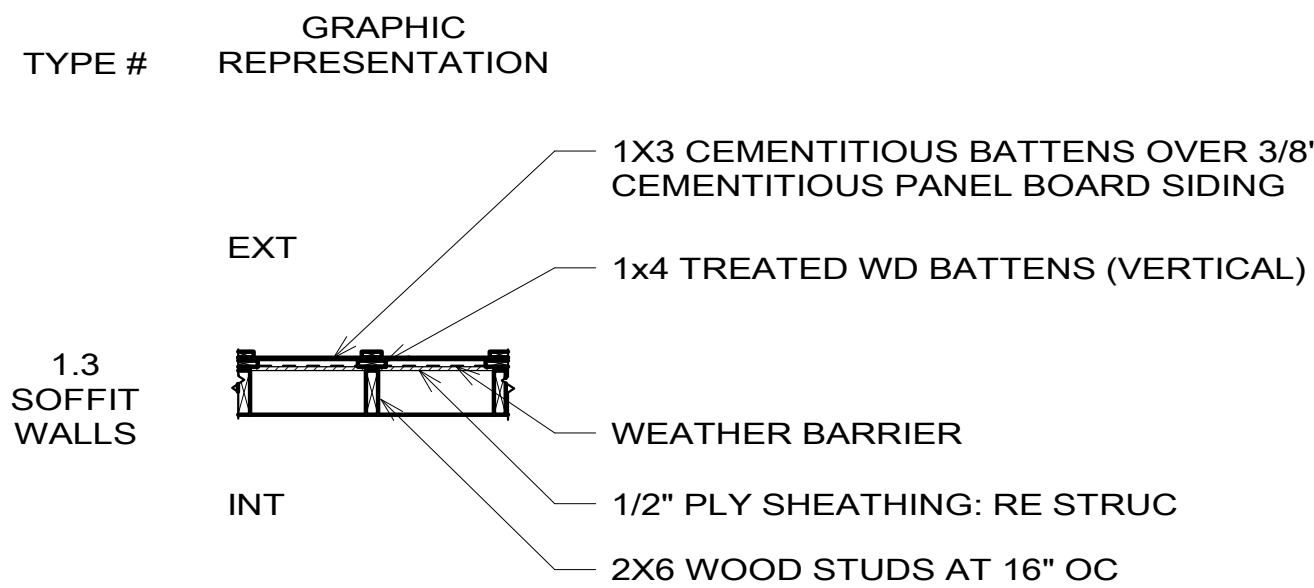 TYPE #
GRAPHIC
REPRESENTATION
1X3 CEMENTITIOUS BATTENS OVER 3/8'
CEMENTITIOUS PANEL BOARD SIDING
EXT
1x4 TREATED WD BATTENS (VERTICAL)
1.3
SOFFIT
WALLS
WEATHER BARRIER
INT
1/2" PLY SHEATHING: RE STRUC
2X6 WOOD STUDS AT 16" OC